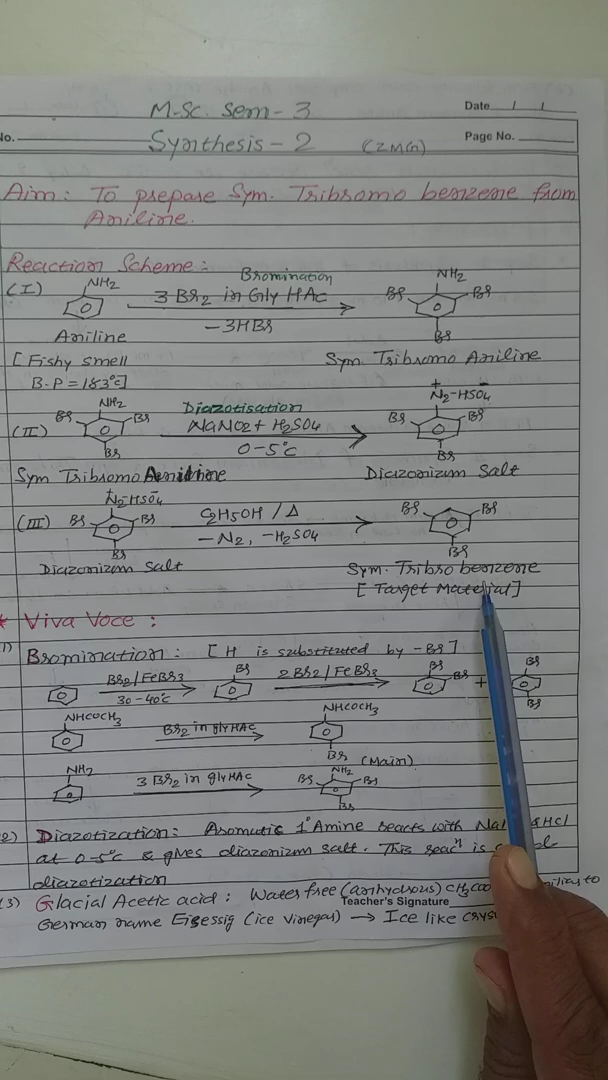 M.Sc. Sem-3
Date / /
No.
Synthesis-2 (2M(n)
Page No.
Aim: To prepare Sym. Tribromo benzene from
Aniline.
Reaction Scheme:
(I) NH2 Bromination 3 Br2 in Gly HAc -3HBr NH2 Br Br Br
Aniline Sym Tribromo Aniline
[Fishy smell
B.P = 183°C]
(II) NH2 Br Br Br Diazotisation NaNO2 + H2SO4 0-5°C + N2-HSO4 - Br Br Br
Sym Tribromo Aniline Diazonium Salt
(III) + N2-HSO4 - Br Br Br C2H5OH / Δ -N2, -H2SO4 Br Br Br
Diazonium Salt Sym. Tribro benzene
[Target Material]
* Viva Voce:
1) Bromination: [H is substituted by -Br]
Br2/FeBr3 30-40°C Br 2Br2/FeBr3 Br Br + Br Br
NHCOCH3 Br2 in gly HAc NHCOCH3 Br (Main)
NH2 3 Br2 in gly HAc NH2 Br Br Br
2) Diazotization: Aromatic 1° Amine reacts with & HCl
at 0-5°C & gives diazonium salt. This reacn is
diazotization
(3) Glacial Acetic acid: Water free (anhydrous) to
Teacher's Signature
German name Eisessig (ice vinegar) → Ice like